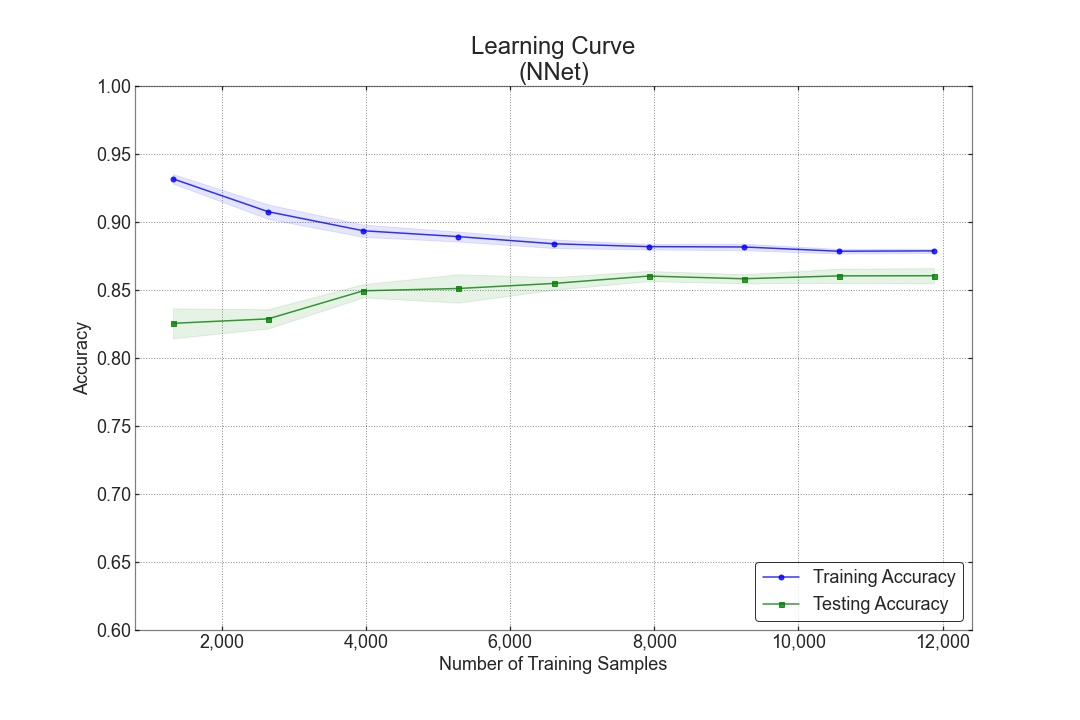 Learning Curve
(NNet)
1.00
0.95
0.90
0.85
0.80
0.75
0.70
0.65
0.60
Accuracy
Training Accuracy
Testing Accuracy
2,000 4,000 6,000 8,000 10,000 12,000
Number of Training Samples